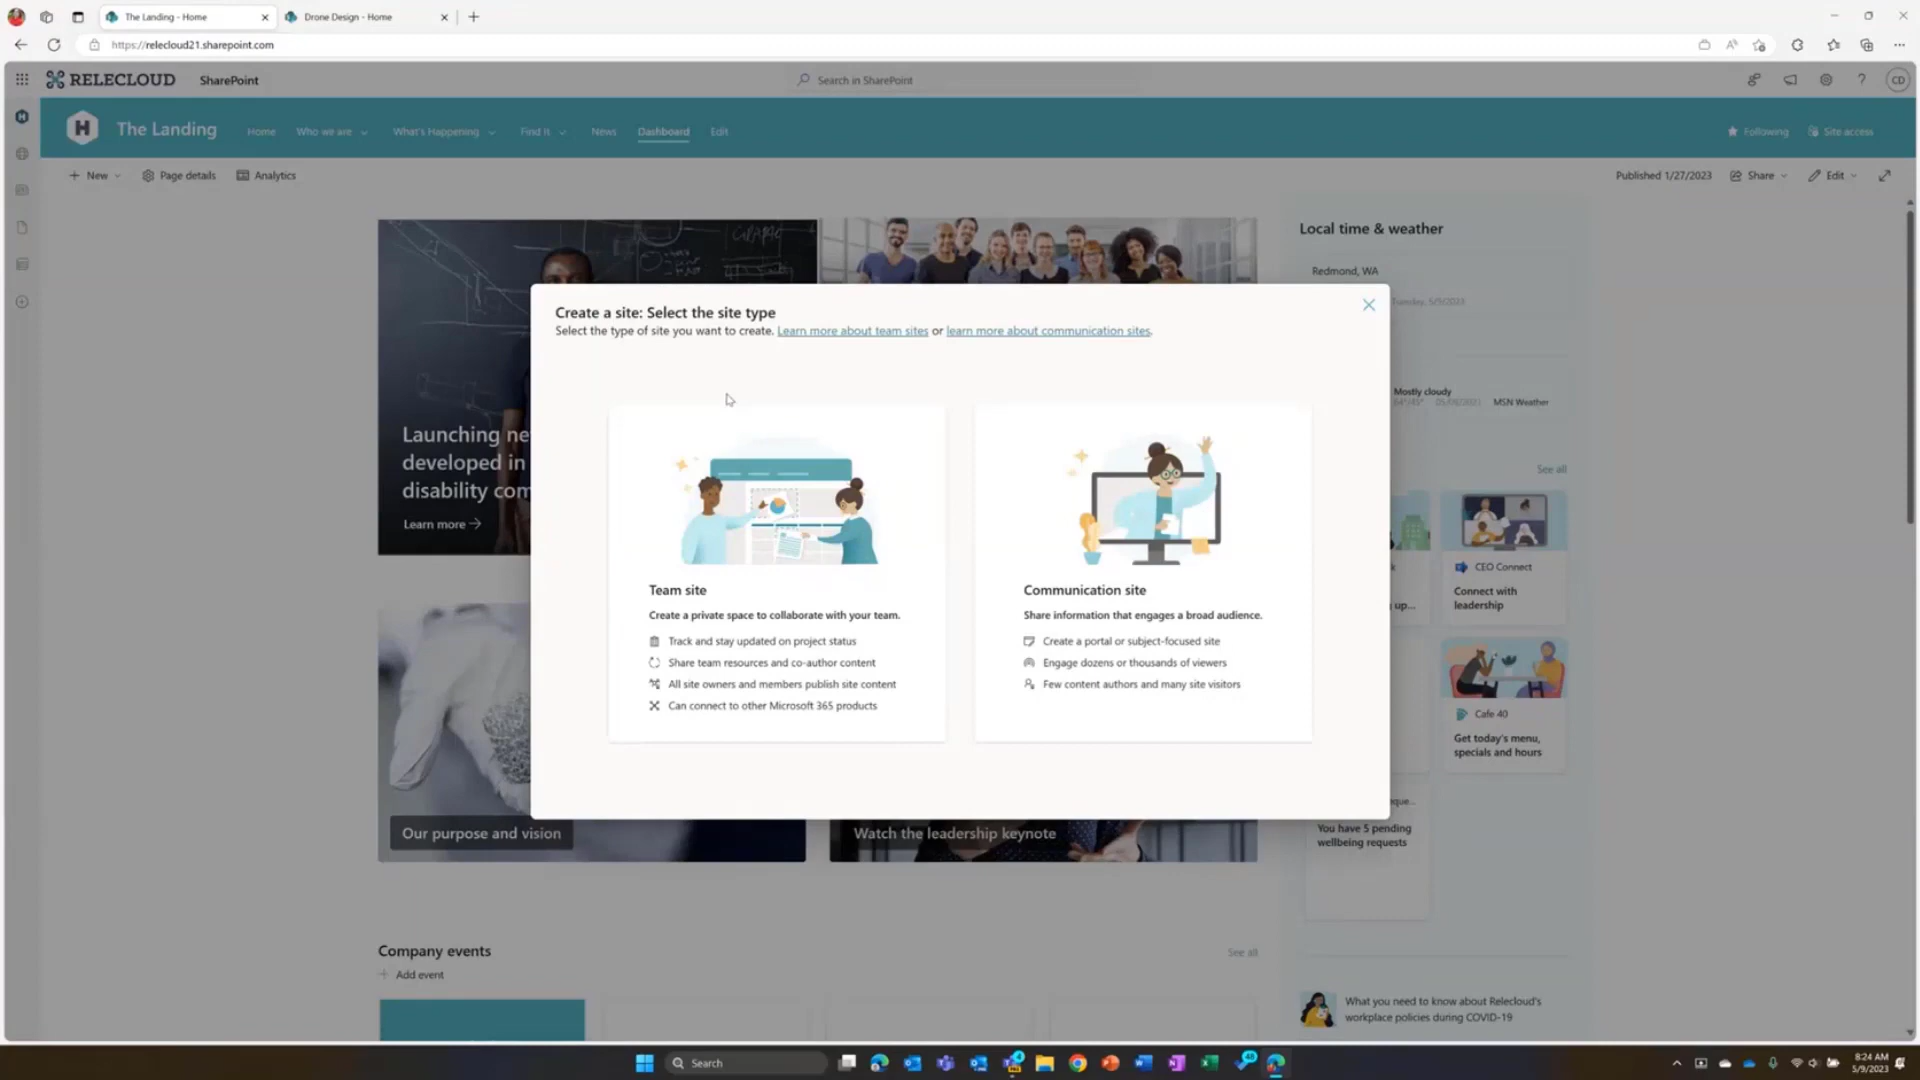 The Landing - Home
Drone Design - Home
https://relecloud21.sharepoint.com
RELECLOUD
SharePoint
Search in SharePoint
CD
H
The Landing
Home
Who we are
What's Happening
Find It
News
Dashboard
Edit
Following
Site access
New
Page details
Analytics
Published 1/27/2023
Share
Edit
Launching ne
developed in
disability com
Learn more
Local time & weather
Redmond, WA
Tuesday, 5/9/2023
Mostly cloudy
MSN Weather
See all
Create a site: Select the site type
Select the type of site you want to create. Learn more about team sites or learn more about communication sites.
Team site
Create a private space to collaborate with your team.
Track and stay updated on project status
Share team resources and co-author content
All site owners and members publish site content
Can connect to other Microsoft 365 products
Communication site
Share information that engages a broad audience.
Create a portal or subject-focused site
Engage dozens or thousands of viewers
Few content authors and many site visitors
CEO Connect
Connect with
leadership
up...
Cafe 40
Get today's menu,
specials and hours
eque...
You have 5 pending
wellbeing requests
Our purpose and vision
Watch the leadership keynote
Company events
See all
Add event
What you need to know about Relecloud's
workplace policies during COVID-19
Search
8:24 AM
5/9/2023